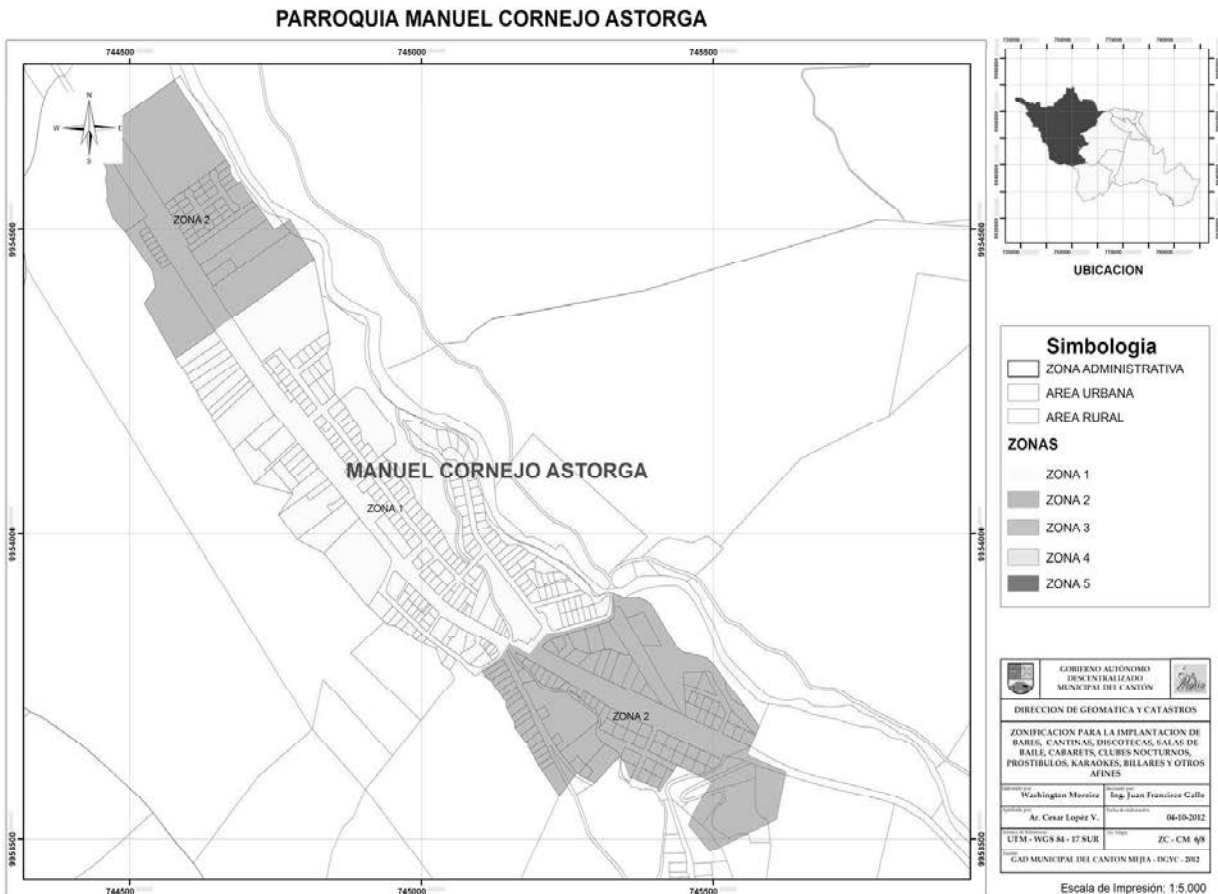 PARROQUIA MANUEL CORNEJO ASTORGA
744500
745000
745500
N
W
E
S
ZONA 2
MANUEL CORNEJO ASTORGA
ZONA 1
ZONA 2
9954500
9954000
744500
745000
745500
UBICACION
Simbologia
ZONA ADMINISTRATIVA
AREA URBANA
AREA RURAL
ZONAS
ZONA 1
ZONA 2
ZONA 3
ZONA 4
ZONA 5
GOBIERNO AUTÓNOMO
DESCENTRALIZADO
MUNICIPAL DEL CANTÓN
DIRECCION DE GEOMATICA Y CATASTROS
ZONIFICACION PARA LA IMPLANTACION DE
BARES, CANTINAS, DISCOTECAS, SALAS DE
BAILE, CABARETS, CLUBES NOCTURNOS,
PROSTIBULOS, KARAOKES, BILLARES Y OTROS
AFINES
Washington Moreira
Ing. Juan Francisco Gallo
Ar. Cesar Lopez V.
04-10-2012
UTM - WGS 84 - 17 SUR
ZC - CM 6/8
GAD MUNICIPAL DEL CANTON MEJIA - DGYC - 2012
Escala de Impresión: 1:5.000